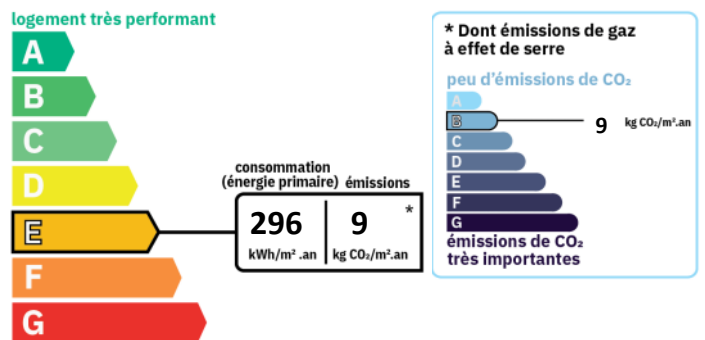 logement très performant
A
B
C
D
E
F
G
consommation
(énergie primaire) émissions
296 9 *
kWh/m² .an kg CO₂/m².an
* Dont émissions de gaz
à effet de serre
peu d'émissions de CO₂
A
B 9 kg CO₂/m².an
C
D
E
F
G
émissions de CO₂
très importantes